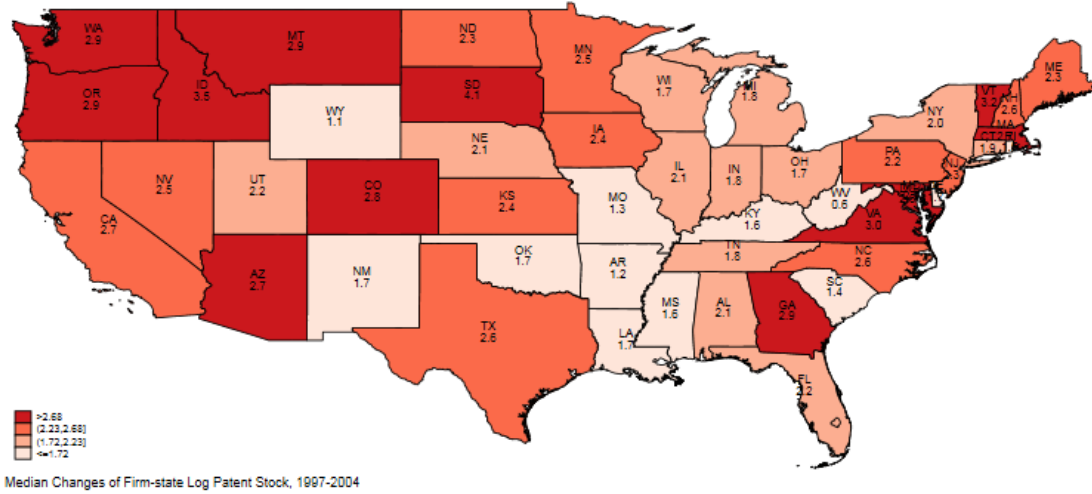 WA
2.9
MT
2.9
ND
2.3
MN
2.5
ME
2.3
OR
2.9
ID
3.5
SD
4.1
WI
1.7
MI
1.8
VT
3.2
NH
2.6
WY
1.1
NY
2.0
MA
CT
1.9
IA
2.4
NE
2.1
PA
2.2
NJ
NV
2.5
UT
2.2
CO
2.8
IL
2.1
IN
1.8
OH
1.7
KS
2.4
MO
1.3
WV
0.6
VA
3.0
CA
2.7
KY
1.6
TN
1.8
NC
2.6
AZ
2.7
NM
1.7
OK
1.7
AR
1.2
SC
1.4
MS
1.6
AL
2.1
GA
2.9
TX
2.6
LA
1.7
FL
2.2
>2.68
(2.23,2.68]
(1.72,2.23]
<=1.72
Median Changes of Firm-state Log Patent Stock, 1997-2004